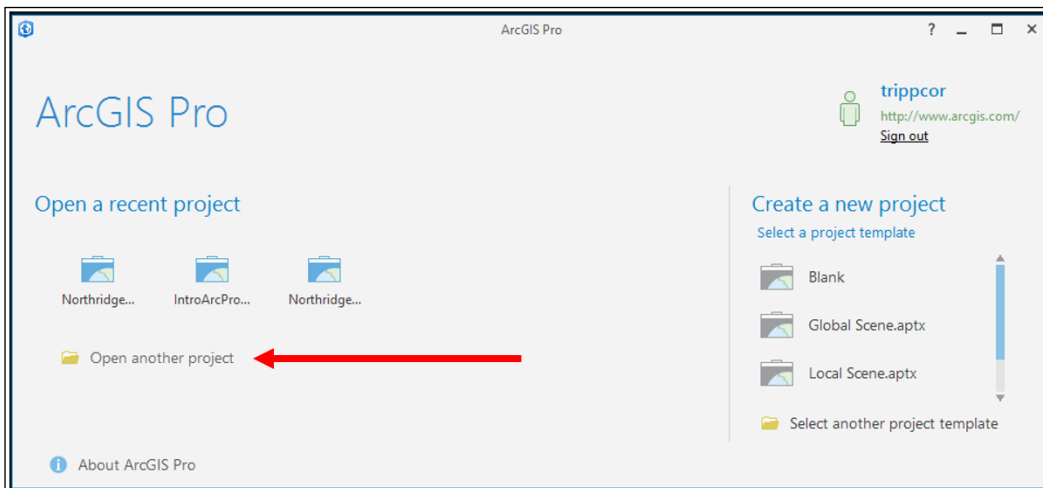 ArcGIS Pro
?
ArcGIS Pro
trippcor
http://www.arcgis.com/
Sign out
Open a recent project
Northridge...
IntroArcPro...
Northridge...
Open another project
Create a new project
Select a project template
Blank
Global Scene.aptx
Local Scene.aptx
Select another project template
About ArcGIS Pro